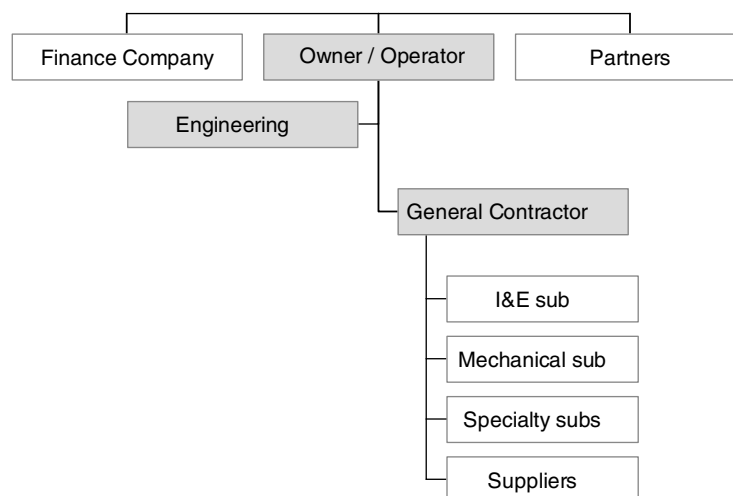 Finance Company
Owner / Operator
Partners
Engineering
General Contractor
I&E sub
Mechanical sub
Specialty subs
Suppliers